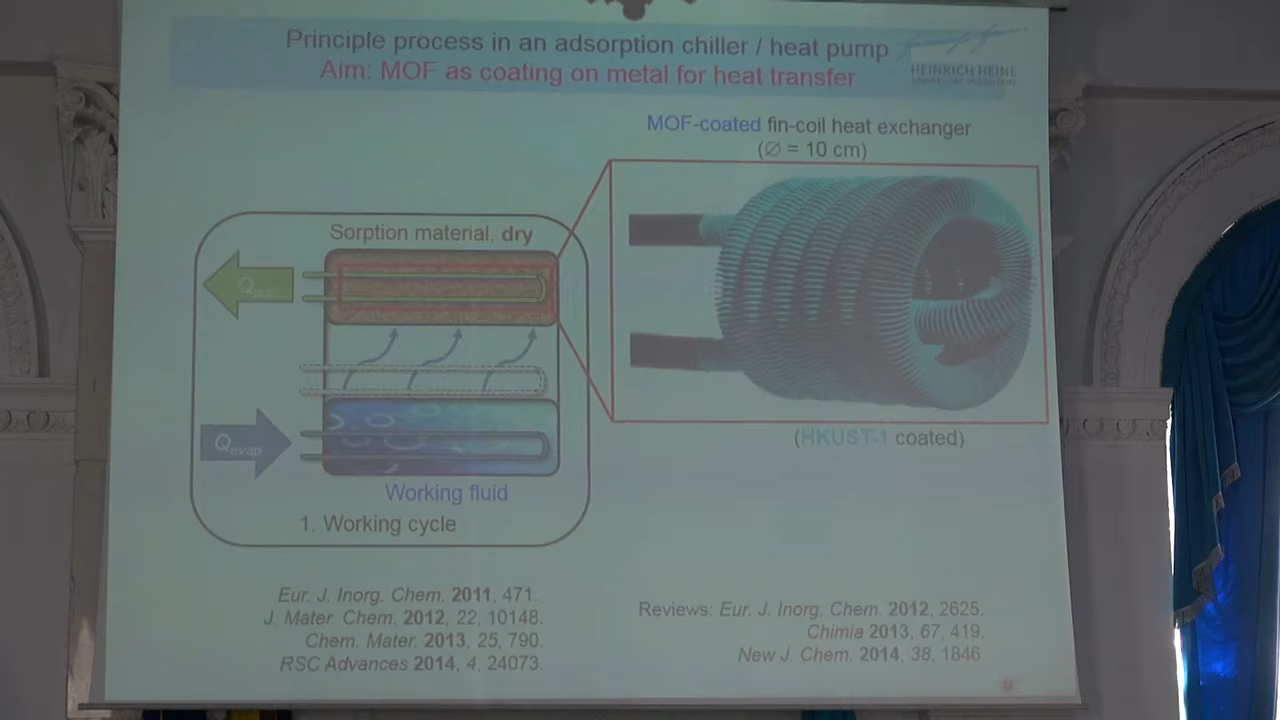 Principle process in an adsorption chiller / heat pump
Aim: MOF as coating on metal for heat transfer
HEINRICH HEINE
MOF-coated fin-coil heat exchanger
(Ø = 10 cm)
Sorption material, dry
Qevap
Working fluid
1. Working cycle
(HKUST-1 coated)
Eur. J. Inorg. Chem. 2011, 471.
J. Mater. Chem. 2012, 22, 10148.
Chem. Mater. 2013, 25, 790.
RSC Advances 2014, 4, 24073.
Reviews: Eur. J. Inorg. Chem. 2012, 2625.
Chimia 2013, 67, 419.
New J. Chem. 2014, 38, 1846